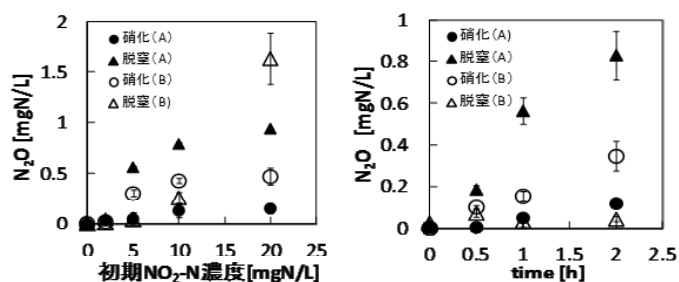 N₂O [mgN/L]
2
1.5
1
0.5
0
●硝化(A)
▲脱窒(A)
○硝化(B)
△脱窒(B)
0 5 10 15 20 25
初期NO₂-N濃度[mgN/L]
N₂O [mgN/L]
1
0.8
0.6
0.4
0.2
0
●硝化(A)
▲脱窒(A)
○硝化(B)
△脱窒(B)
0 0.5 1 1.5 2 2.5
time [h]